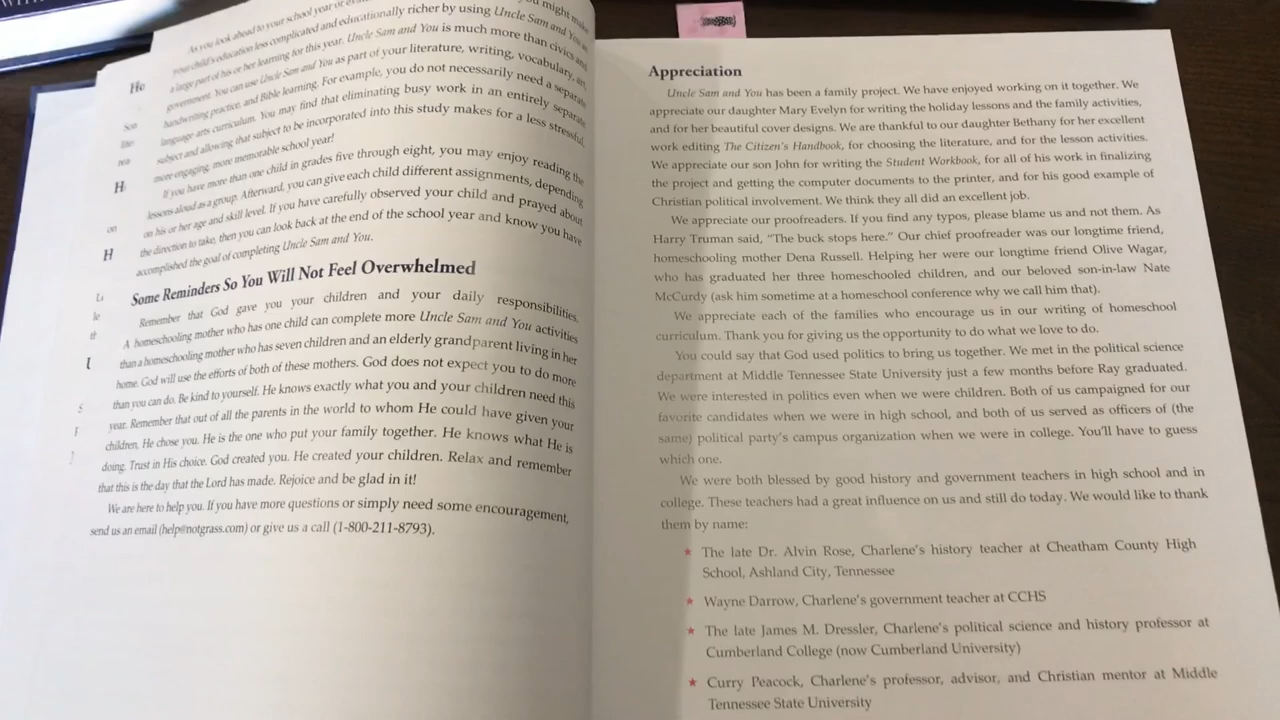 As you look ahead to your school year or
might make
your child's education less complicated and educationally richer by using Uncle Sam and You as
a large part of his or her learning for this year. Uncle Sam and You is much more than civics and
government. You can use Uncle Sam and You as part of your literature, writing, vocabulary, art,
handwriting practice, and Bible learning. For example, you do not necessarily need a separate
language arts curriculum. You may find that eliminating busy work in an entirely separate
subject and allowing that subject to be incorporated into this study makes for a less stressful,
more engaging, more memorable school year!
If you have more than one child in grades five through eight, you may enjoy reading the
lessons aloud as a group. Afterward, you can give each child different assignments, depending
on his or her age and skill level. If you have carefully observed your child and prayed about
the direction to take, then you can look back at the end of the school year and know you have
accomplished the goal of completing Uncle Sam and You.
Some Reminders So You Will Not Feel Overwhelmed
Remember that God gave you your children and your daily responsibilities.
A homeschooling mother who has one child can complete more Uncle Sam and You activities
than a homeschooling mother who has seven children and an elderly grandparent living in her
home. God will use the efforts of both of these mothers. God does not expect you to do more
than you can do. Be kind to yourself. He knows exactly what you and your children need this
year. Remember that out of all the parents in the world to whom He could have given your
children, He chose you. He is the one who put your family together. He knows what He is
doing. Trust in His choice. God created you. He created your children. Relax and remember
that this is the day that the Lord has made. Rejoice and be glad in it!
We are here to help you. If you have more questions or simply need some encouragement,
send us an email (help@notgrass.com) or give us a call (1-800-211-8793).
Appreciation
Uncle Sam and You has been a family project. We have enjoyed working on it together. We
appreciate our daughter Mary Evelyn for writing the holiday lessons and the family activities,
and for her beautiful cover designs. We are thankful to our daughter Bethany for her excellent
work editing The Citizen's Handbook, for choosing the literature, and for the lesson activities.
We appreciate our son John for writing the Student Workbook, for all of his work in finalizing
the project and getting the computer documents to the printer, and for his good example of
Christian political involvement. We think they all did an excellent job.
We appreciate our proofreaders. If you find any typos, please blame us and not them. As
Harry Truman said, "The buck stops here." Our chief proofreader was our longtime friend,
homeschooling mother Dena Russell. Helping her were our longtime friend Olive Wagar,
who has graduated her three homeschooled children, and our beloved son-in-law Nate
McCurdy (ask him sometime at a homeschool conference why we call him that).
We appreciate each of the families who encourage us in our writing of homeschool
curriculum. Thank you for giving us the opportunity to do what we love to do.
You could say that God used politics to bring us together. We met in the political science
department at Middle Tennessee State University just a few months before Ray graduated.
We were interested in politics even when we were children. Both of us campaigned for our
favorite candidates when we were in high school, and both of us served as officers of (the
same) political party's campus organization when we were in college. You'll have to guess
which one.
We were both blessed by good history and government teachers in high school and in
college. These teachers had a great influence on us and still do today. We would like to thank
them by name:
★ The late Dr. Alvin Rose, Charlene's history teacher at Cheatham County High
School, Ashland City, Tennessee
★ Wayne Darrow, Charlene's government teacher at CCHS
★ The late James M. Dressler, Charlene's political science and history professor at
Cumberland College (now Cumberland University)
★ Curry Peacock, Charlene's professor, advisor, and Christian mentor at Middle
Tennessee State University